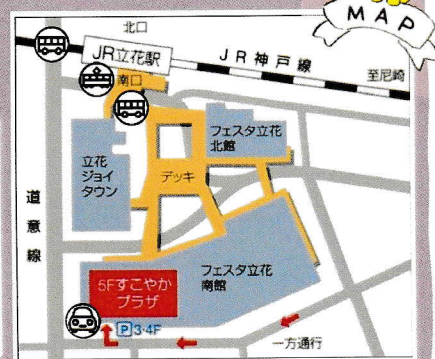 MAP
北口
JR立花駅
JR神戸線
至尼崎
南口
フェスタ立花
北館
立花
ジョイ
タウン
デッキ
道意線
フェスタ立花
南館
5Fすこやか
プラザ
P3·4F
一方通行